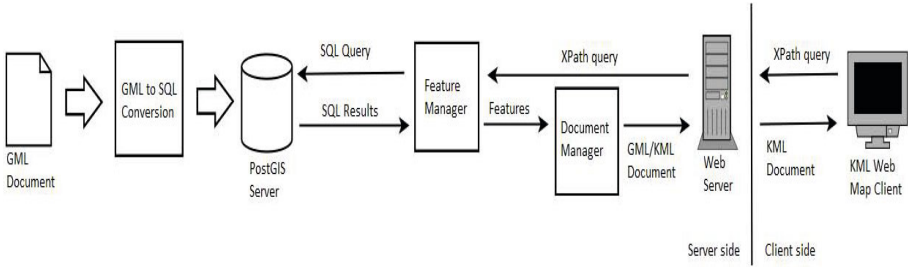 GML
Document
GML to SQL
Conversion
PostGIS
Server
SQL Query
SQL Results
Feature
Manager
Features
XPath query
Document
Manager
GML/KML
Document
Web
Server
XPath query
KML
Document
KML Web
Map Client
Server side
Client side